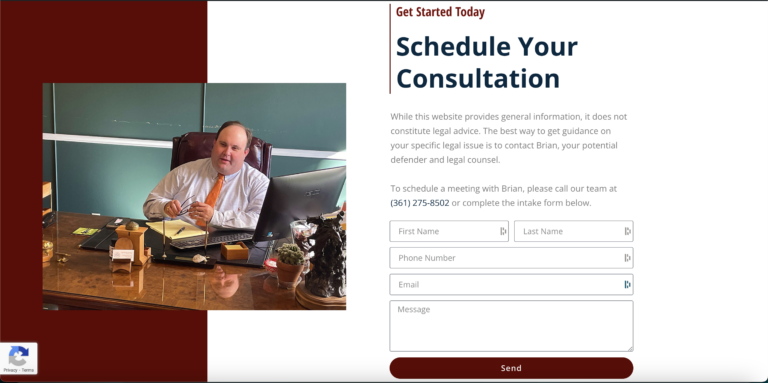 Get Started Today
Schedule Your
Consultation
While this website provides general information, it does not
constitute legal advice. The best way to get guidance on
your specific legal issue is to contact Brian, your potential
defender and legal counsel.
To schedule a meeting with Brian, please call our team at
(361) 275-8502 or complete the intake form below.
First Name
Last Name
Phone Number
Email
Message
Send
Privacy - Terms